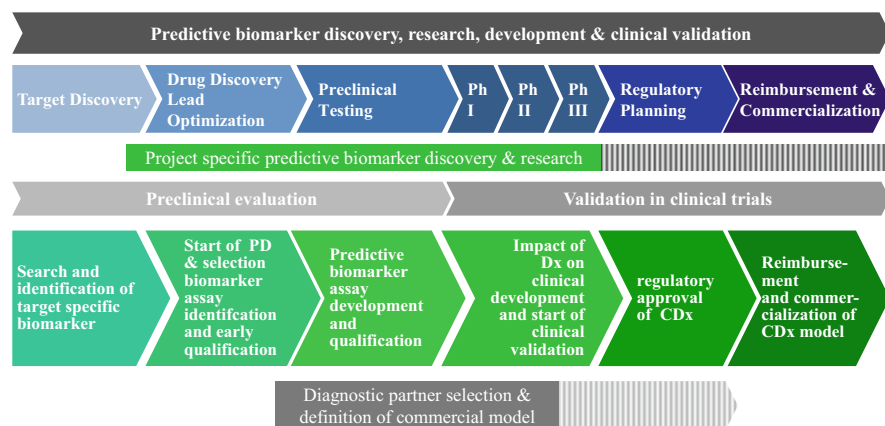 Predictive biomarker discovery, research, development & clinical validation
Target Discovery
Drug Discovery
Lead
Optimization
Preclinical
Testing
Ph
I
Ph
II
Ph
III
Regulatory
Planning
Reimbursement &
Commercialization
Project specific predictive biomarker discovery & research
Preclinical evaluation
Validation in clinical trials
Search and
identification of
target specific
biomarker
Start of PD
& selection
biomarker
assay
identifcation
and early
qualification
Predictive
biomarker
assay
development
and
qualification
Impact of
Dx on
clinical
development
and start of
clinical
validation
regulatory
approval
of CDx
Reimburse-
ment
and commer-
cialization of
CDx model
Diagnostic partner selection &
definition of commercial model